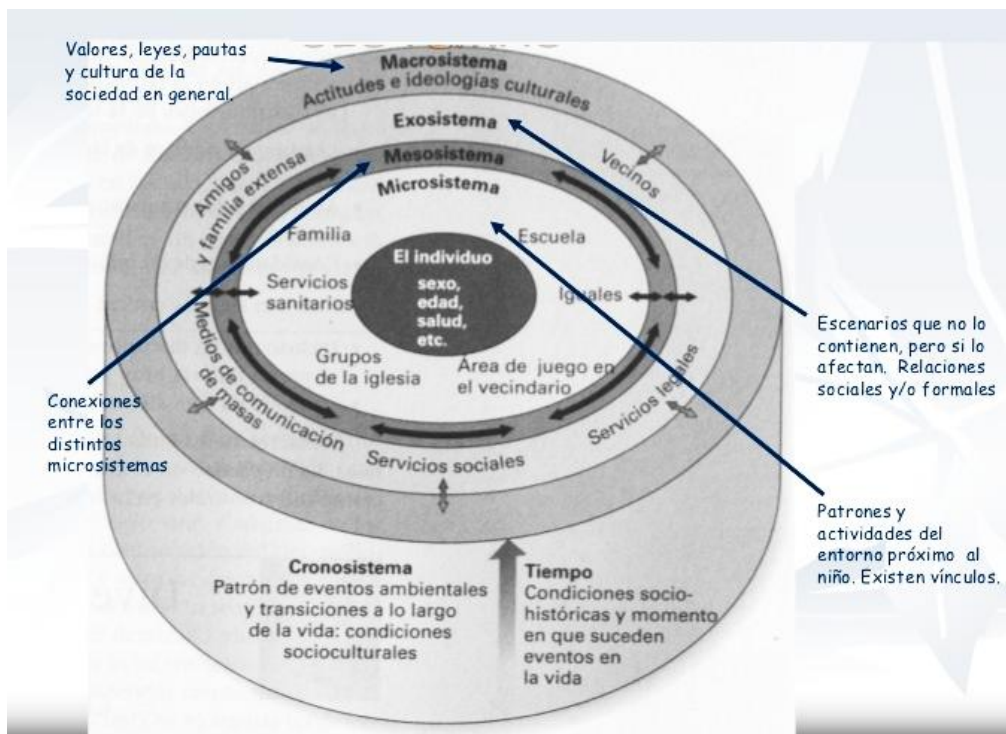 Valores, leyes, pautas
y cultura de la
sociedad en general.
Macrosistema
Actitudes e ideologías culturales
Exosistema
Mesosistema
Microsistema
Amigos
y familia extensa
Vecinos
Familia
Escuela
El individuo
sexo,
edad,
salud,
etc.
Servicios
sanitarios
Iguales
Grupos
de la iglesia
Área de juego en
el vecindario
Medios de comunicación
de masas
Servicios legales
Servicios sociales
Escenarios que no lo
contienen, pero si lo
afectan. Relaciones
sociales y/o formales
Conexiones
entre los
distintos
microsistemas
Patrones y
actividades del
entorno próximo al
niño. Existen vínculos.
Cronosistema
Patrón de eventos ambientales
y transiciones a lo largo
de la vida: condiciones
socioculturales
Tiempo
Condiciones socio-
históricas y momento
en que suceden
eventos en
la vida